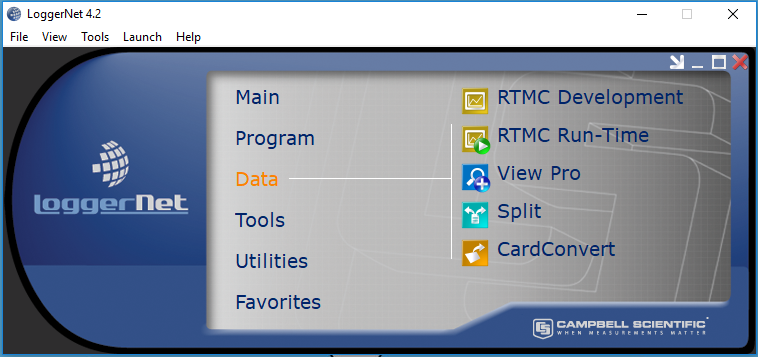 LoggerNet 4.2
File View Tools Launch Help
Main
Program
Data
Tools
Utilities
Favorites
RTMC Development
RTMC Run-Time
View Pro
Split
CardConvert
LoggerNet
CAMPBELL SCIENTIFIC
WHEN MEASUREMENTS MATTER